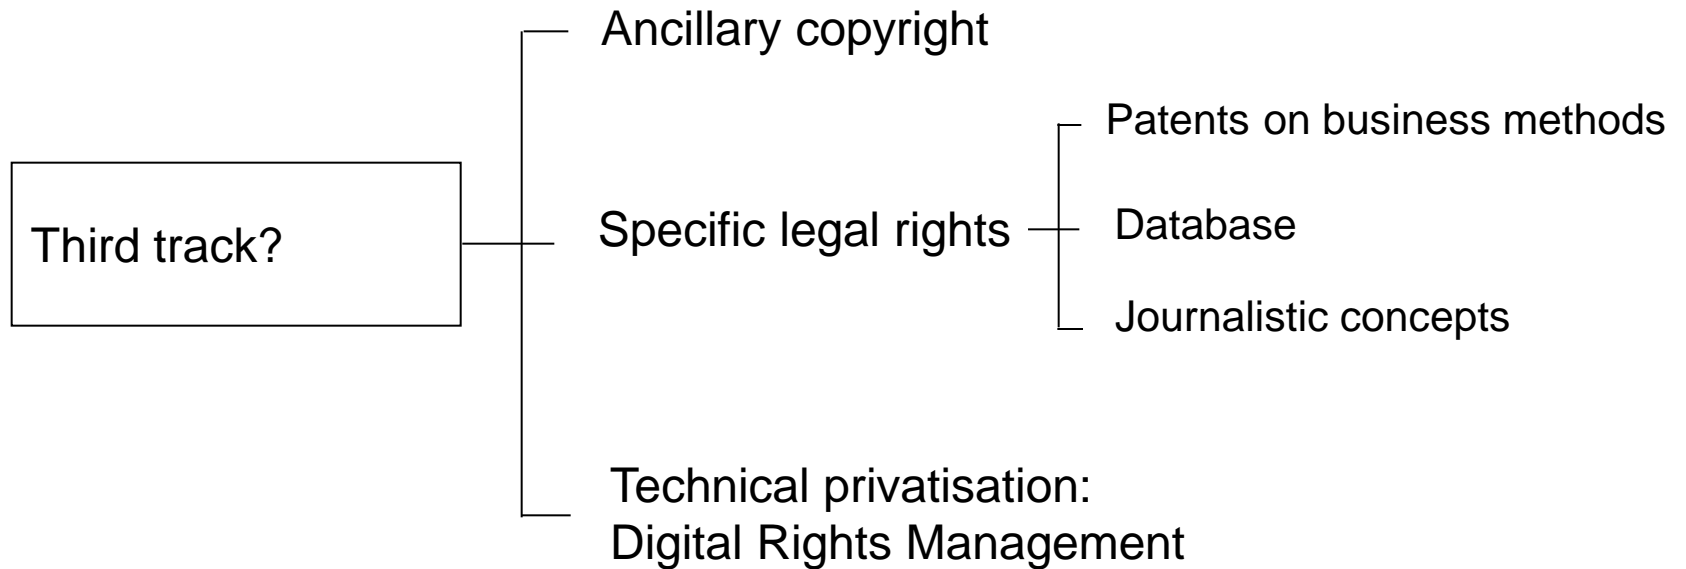 Ancillary copyright
Third track?
Specific legal rights
Patents on business methods
Database
Journalistic concepts
Technical privatisation:
Digital Rights Management